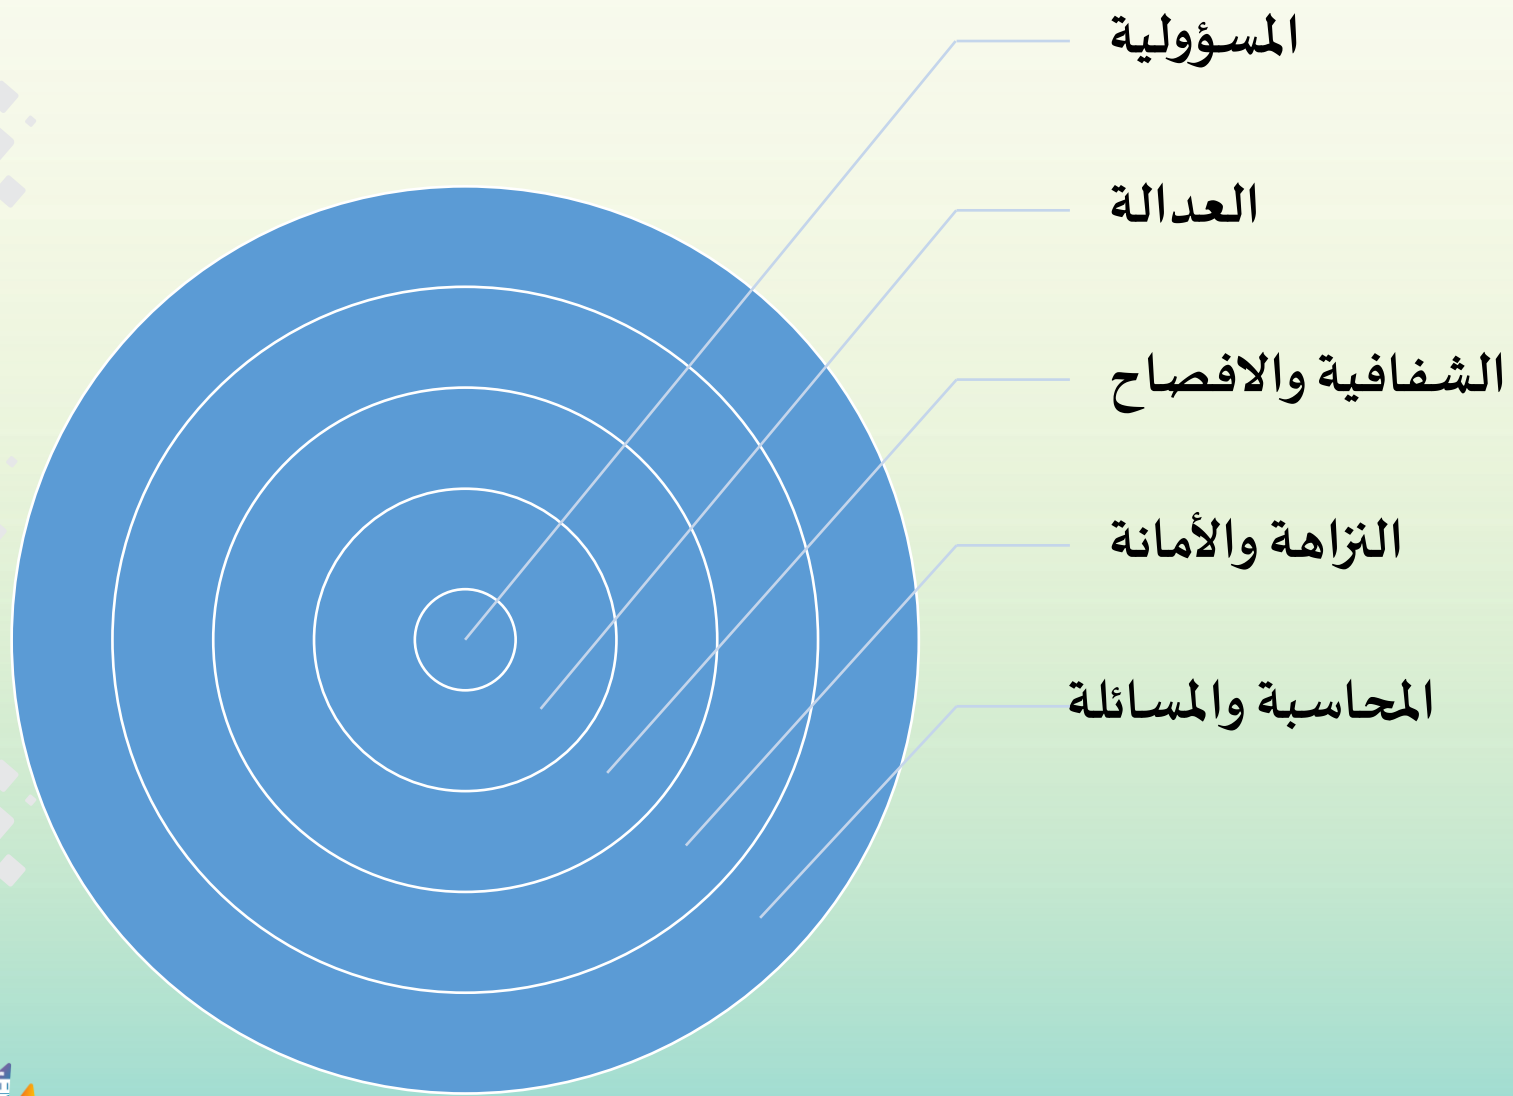 المسؤولية
العدالة
الشفافية والافصاح
النزاهة والأمانة
المحاسبة والمسائلة